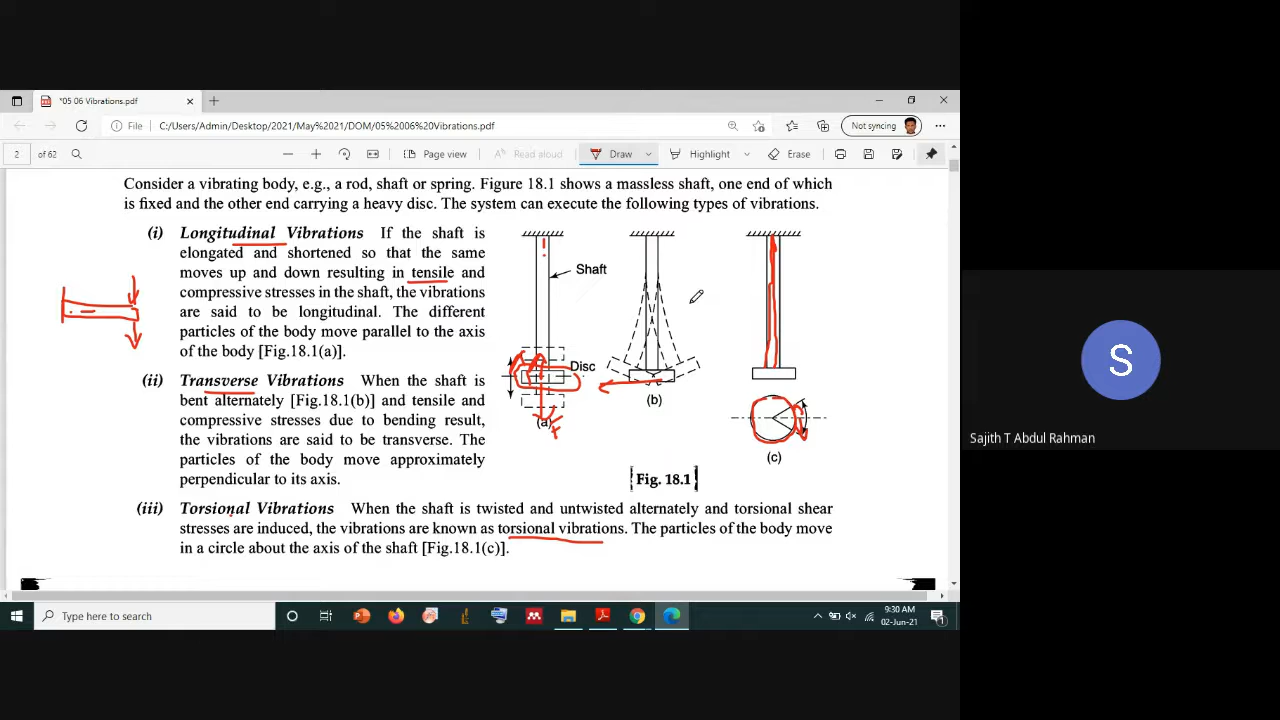 *05 06 Vibrations.pdf
File C:/Users/Admin/Desktop/2021/May%2021/DOM/05%2006%20Vibrations.pdf
Not syncing
2 of 62 Page view Read aloud Draw Highlight Erase
Consider a vibrating body, e.g., a rod, shaft or spring. Figure 18.1 shows a massless shaft, one end of which
is fixed and the other end carrying a heavy disc. The system can execute the following types of vibrations.
(i) Longitudinal Vibrations If the shaft is
elongated and shortened so that the same
moves up and down resulting in tensile and
compressive stresses in the shaft, the vibrations
are said to be longitudinal. The different
particles of the body move parallel to the axis
of the body [Fig.18.1(a)].
(ii) Transverse Vibrations When the shaft is
bent alternately [Fig.18.1(b)] and tensile and
compressive stresses due to bending result,
the vibrations are said to be transverse. The
particles of the body move approximately
perpendicular to its axis.
Shaft
Disc
(a)
(b)
(c)
Fig. 18.1
(iii) Torsional Vibrations When the shaft is twisted and untwisted alternately and torsional shear
stresses are induced, the vibrations are known as torsional vibrations. The particles of the body move
in a circle about the axis of the shaft [Fig.18.1(c)].
Type here to search
9:30 AM
02-Jun-21
S
Sajith T Abdul Rahman